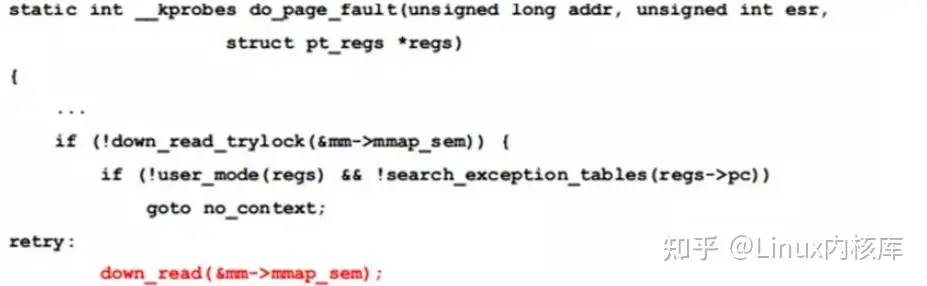 static int __kprobes do_page_fault(unsigned long addr, unsigned int esr,
struct pt_regs *regs)
{
...
if (!down_read_trylock(&mm->mmap_sem)) {
if (!user_mode(regs) && !search_exception_tables(regs->pc))
goto no_context;
retry:
down_read(&mm->mmap_sem);
知乎 @Linux内核库